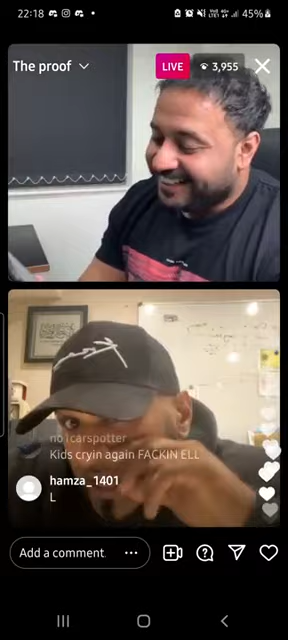 22:18
45%
The proof
LIVE
3,955
no1carspotter
Kids cryin again FACKIN ELL
hamza_1401
L
Add a comment